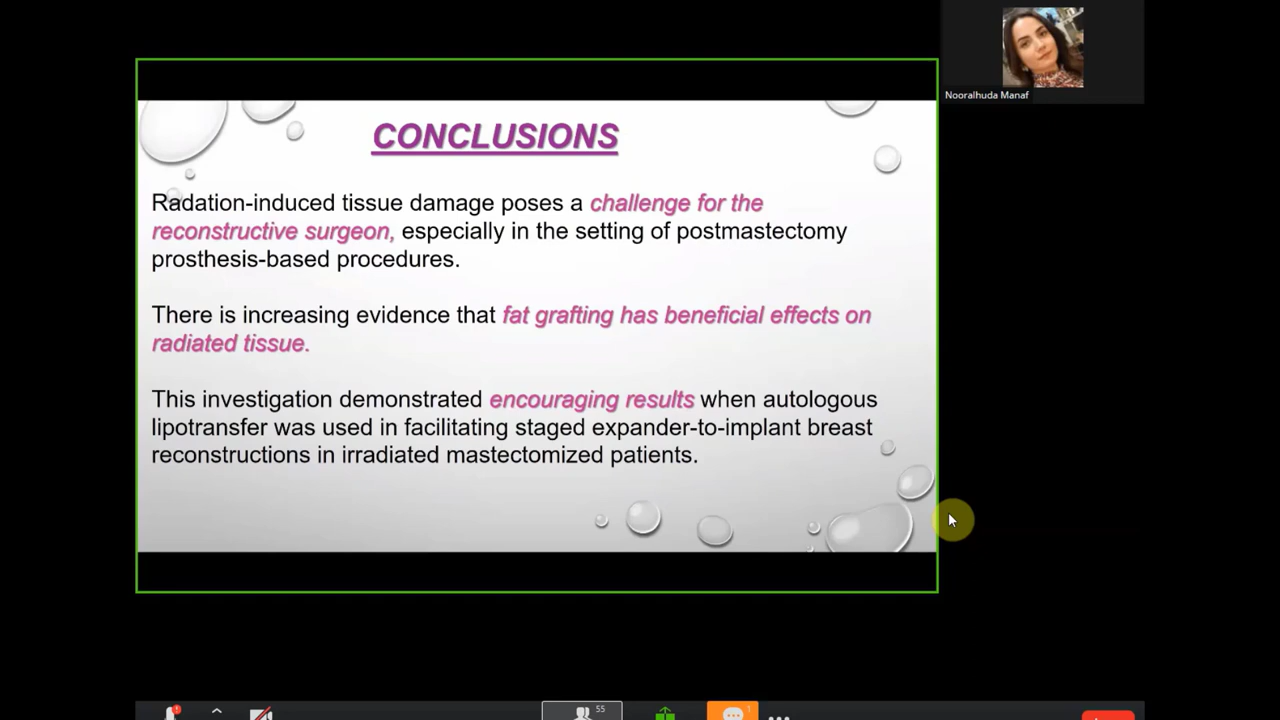 Nooralhuda Manaf
CONCLUSIONS
Radation-induced tissue damage poses a challenge for the
reconstructive surgeon, especially in the setting of postmastectomy
prosthesis-based procedures.
There is increasing evidence that fat grafting has beneficial effects on
radiated tissue.
This investigation demonstrated encouraging results when autologous
lipotransfer was used in facilitating staged expander-to-implant breast
reconstructions in irradiated mastectomized patients.
55
1